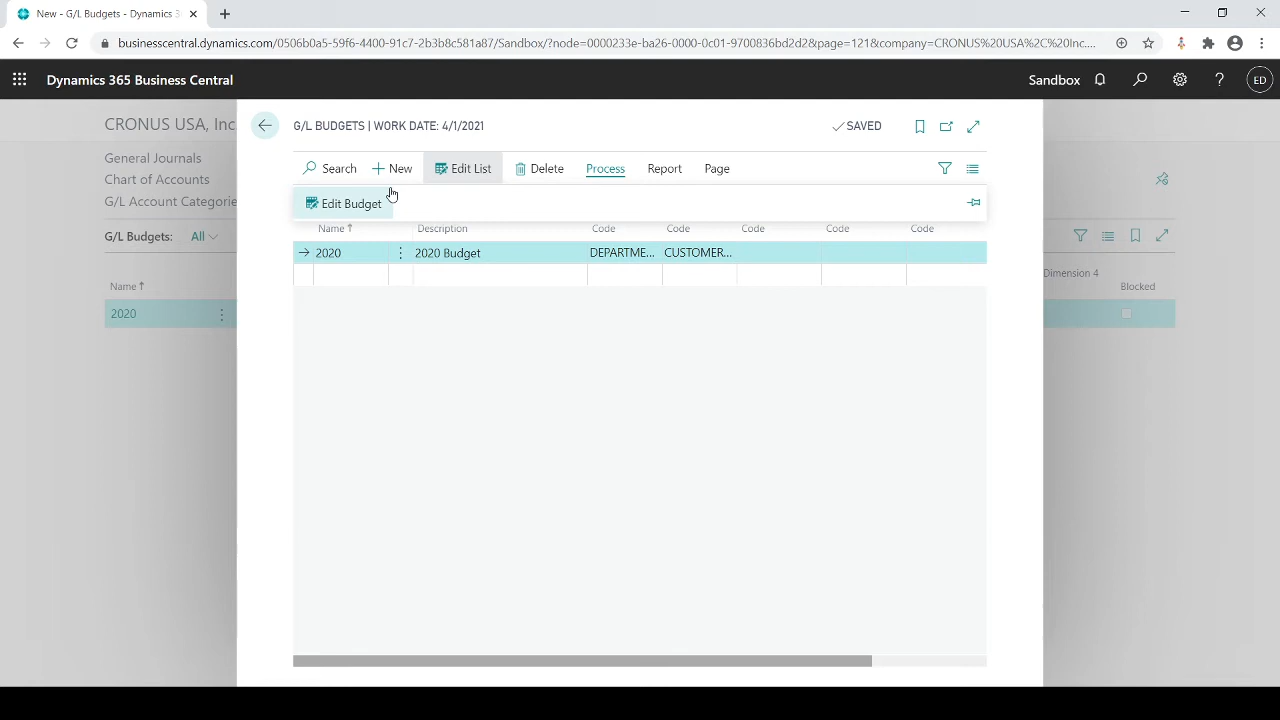 New - G/L Budgets - Dynamics 3
businesscentral.dynamics.com/0506b0a5-59f6-4400-91c7-2b3b8c581a87/Sandbox/?node=0000233e-ba26-0000-0c01-9700836bd2d2&page=121&company=CRONUS%20USA%2C%20Inc....
Dynamics 365 Business Central
Sandbox
ED
CRONUS USA, Inc
General Journals
Chart of Accounts
G/L Account Categorie
G/L Budgets: All
Name ↑
2020
G/L BUDGETS | WORK DATE: 4/1/2021
SAVED
Search New Edit List Delete Process Report Page
Edit Budget
Name ↑ Description Code Code Code Code Code
2020 2020 Budget DEPARTME... CUSTOMER...
Dimension 4
Blocked